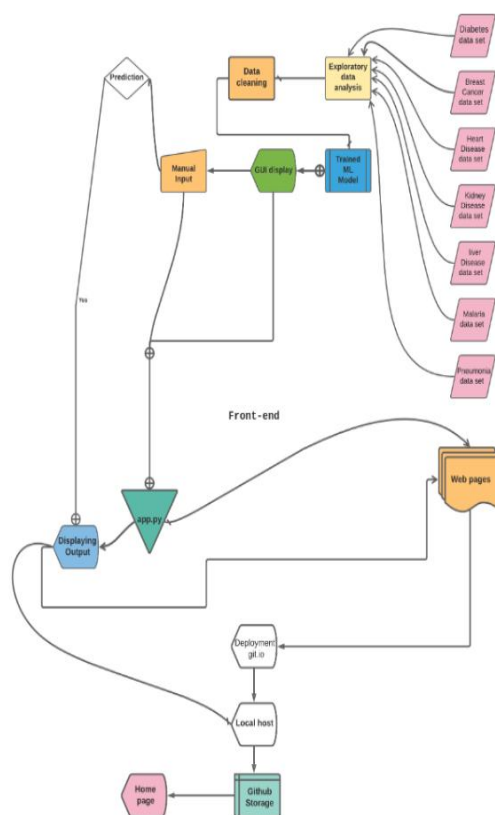 Diabetes
data set
Prediction
Data
cleaning
Exploratory
data
analysis
Breast
Cancer
data set
Heart
Disease
data set
Manual
Input
GUI display
Trained
ML
Model
Kidney
Disease
data set
liver
Disease
data set
Yes
Malaria
data set
Pneumonia
data set
Front-end
Web pages
app.py
Displaying
Output
Deployment
git.io
Local host
Home
page
Github
Storage